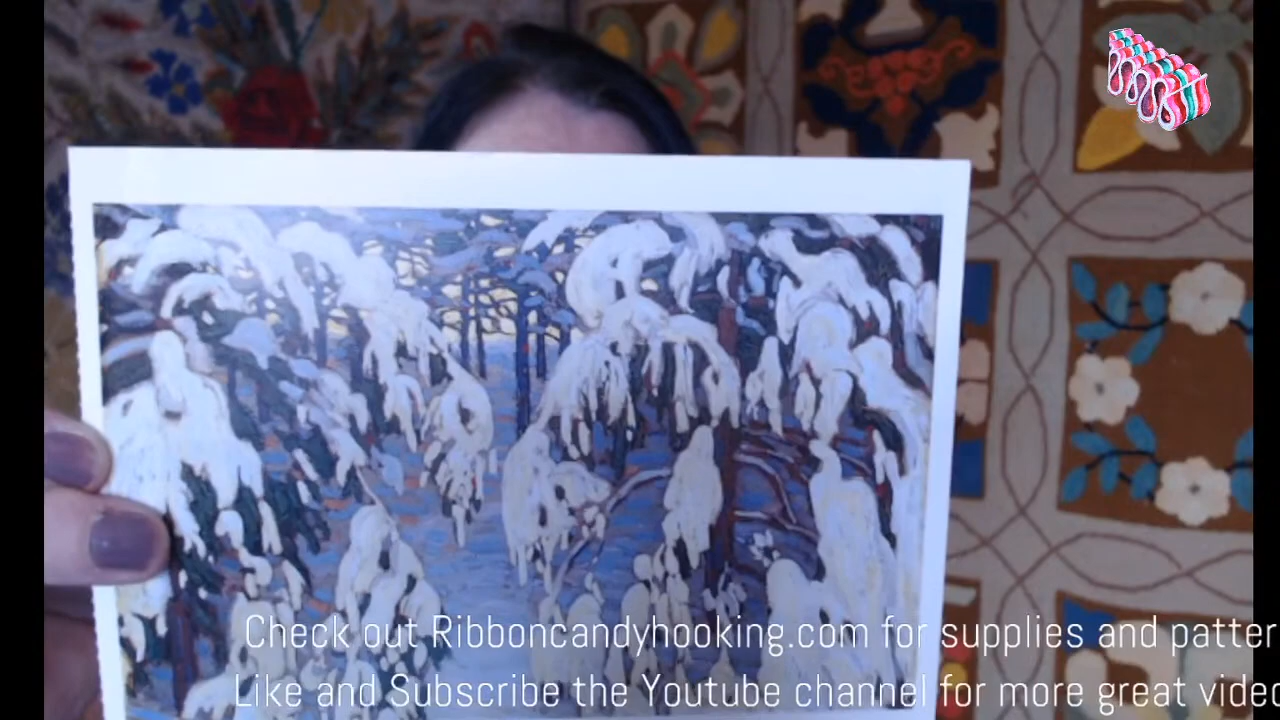 Check out Ribboncandyhooking.com for supplies and patter
Like and Subscribe the Youtube channel for more great video